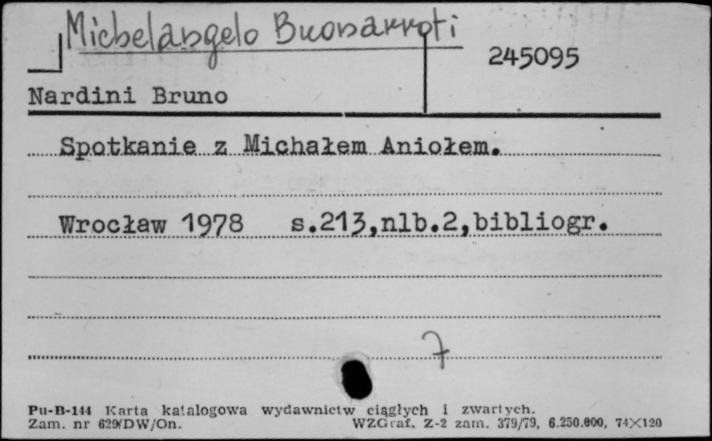 Michelangelo Buonarroti
245095
Nardini Bruno
Spotkanie z Michałem Aniołem.
Wrocław 1978 s.213,nlb.2,bibliogr.
7
Pu-B-144 Karta katalogowa wydawnictw ciągłych i zwartych.
Zam. nr 629/DW/On. WZGraf. Z-2 zam. 379/79, 6.250.000, 74×120